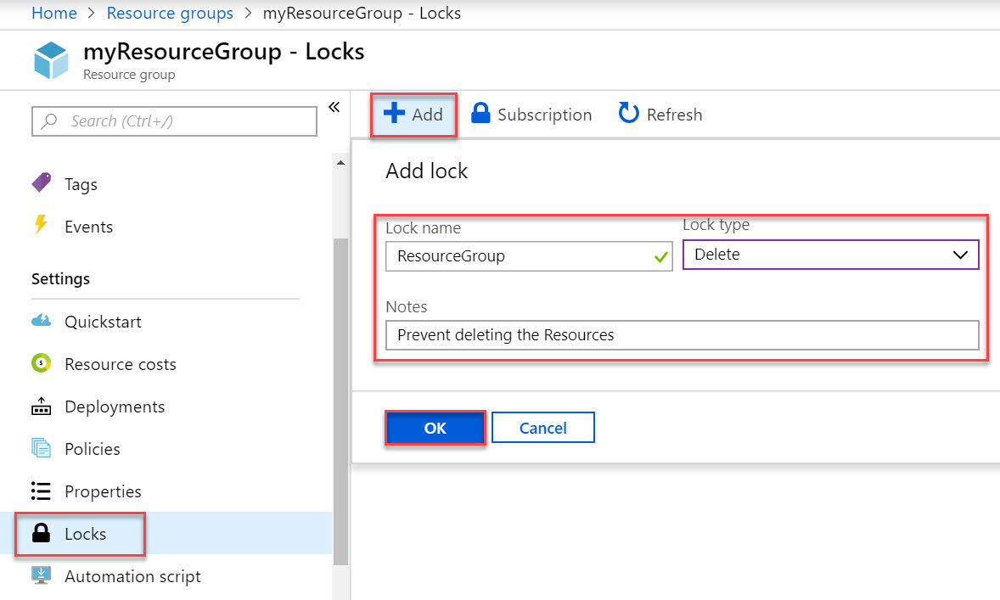 Home > Resource groups > myResourceGroup - Locks
myResourceGroup - Locks
Resource group
Search (Ctrl+/)
«
Tags
Events
Settings
Quickstart
Resource costs
Deployments
Policies
Properties
Locks
Automation script
Add Subscription Refresh
Add lock
Lock name Lock type
ResourceGroup Delete
Notes
Prevent deleting the Resources
OK Cancel